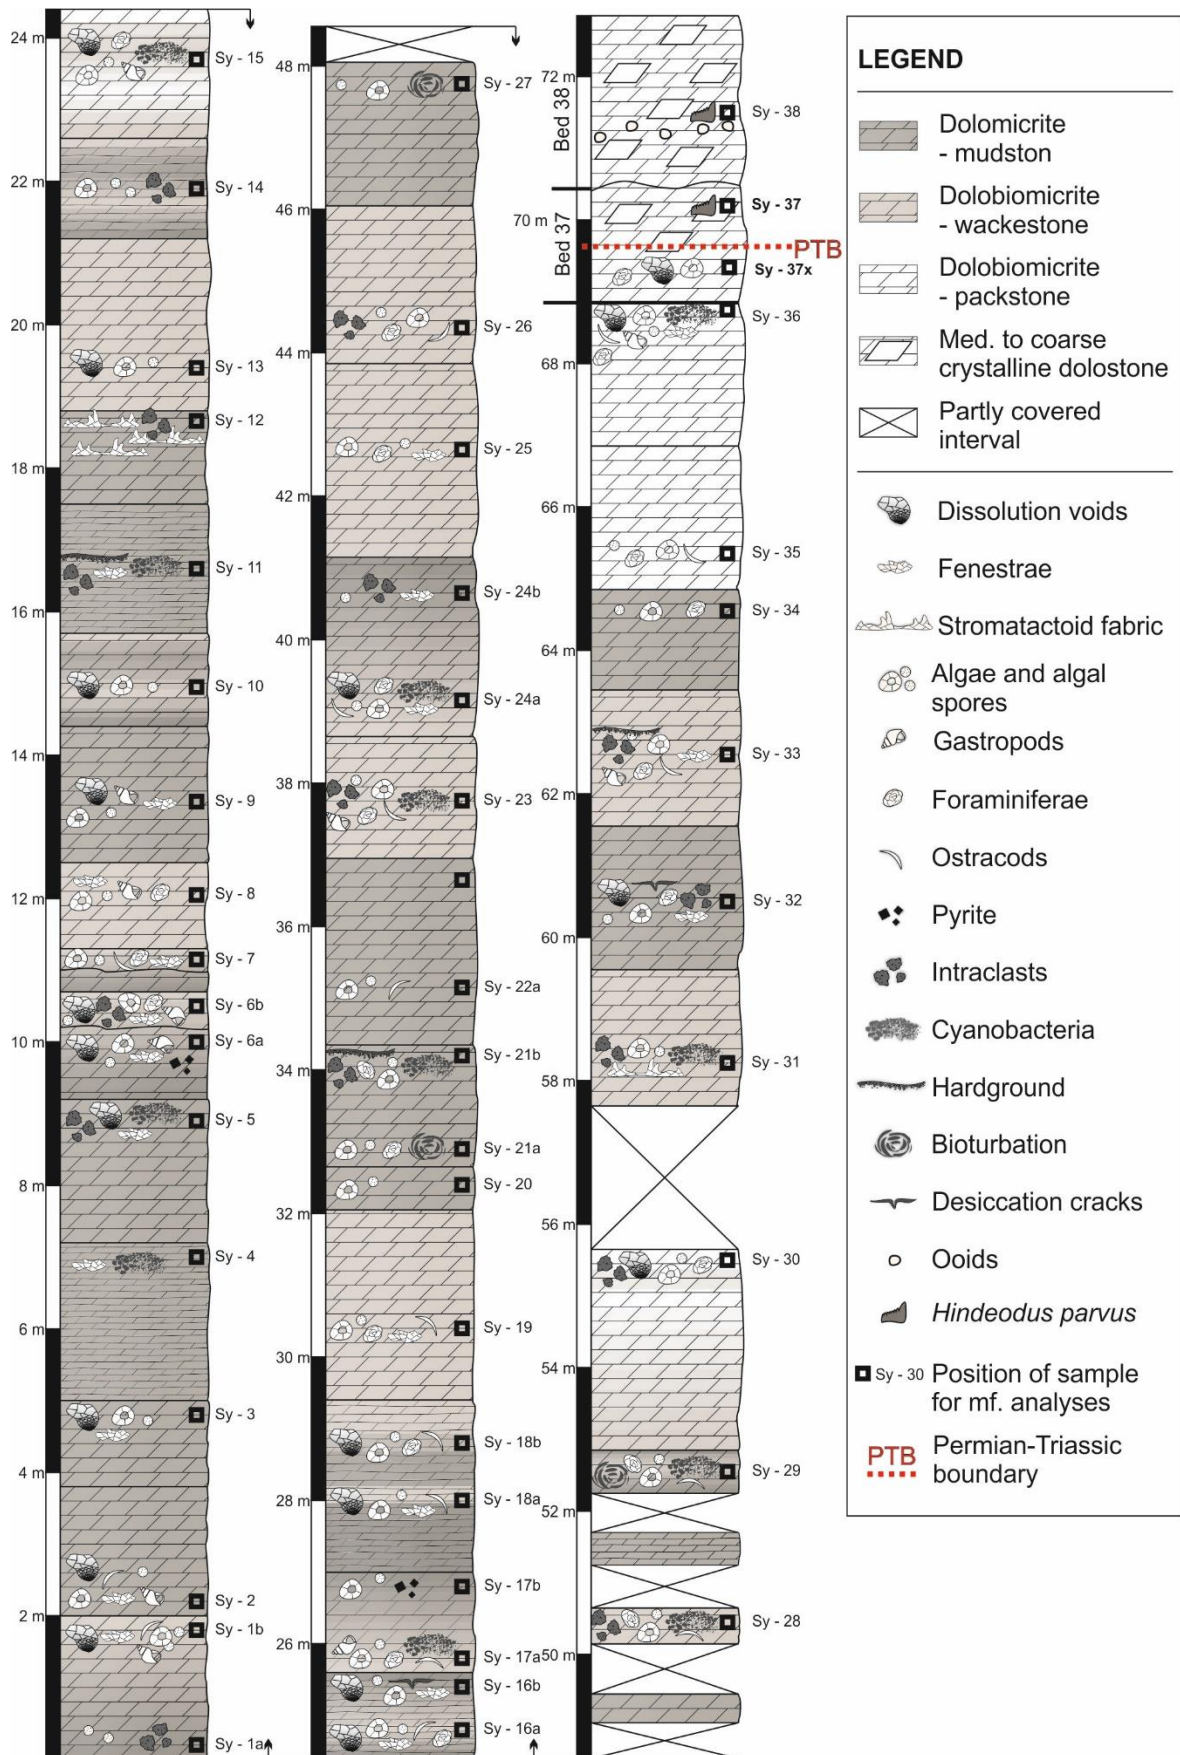 24 m
Sy - 15
22 m
Sy - 14
20 m
Sy - 13
Sy - 12
18 m
Sy - 11
16 m
Sy - 10
14 m
Sy - 9
12 m
Sy - 8
Sy - 7
Sy - 6b
10 m
Sy - 6a
Sy - 5
8 m
Sy - 4
6 m
Sy - 3
4 m
Sy - 2
2 m
Sy - 1b
Sy - 1a
48 m
Sy - 27
46 m
Sy - 26
44 m
Sy - 25
42 m
Sy - 24b
40 m
Sy - 24a
38 m
Sy - 23
36 m
Sy - 22a
Sy - 21b
34 m
Sy - 21a
Sy - 20
32 m
Sy - 19
30 m
Sy - 18b
28 m
Sy - 18a
Sy - 17b
26 m
Sy - 17a
Sy - 16b
Sy - 16a
72 m
Bed 38
Sy - 38
70 m
Bed 37
Sy - 37
PTB
Sy - 37x
Sy - 36
68 m
66 m
Sy - 35
Sy - 34
64 m
Sy - 33
62 m
Sy - 32
60 m
Sy - 31
58 m
56 m
Sy - 30
54 m
Sy - 29
52 m
Sy - 28
50 m
LEGEND
Dolomicrite
- mudston
Dolobiomicrite
- wackestone
Dolobiomicrite
- packstone
Med. to coarse
crystalline dolostone
Partly covered
interval
Dissolution voids
Fenestrae
Stromatactoid fabric
Algae and algal
spores
Gastropods
Foraminiferae
Ostracods
Pyrite
Intraclasts
Cyanobacteria
Hardground
Bioturbation
Desiccation cracks
Ooids
Hindeodus parvus
Sy - 30 Position of sample
for mf. analyses
PTB Permian-Triassic
boundary